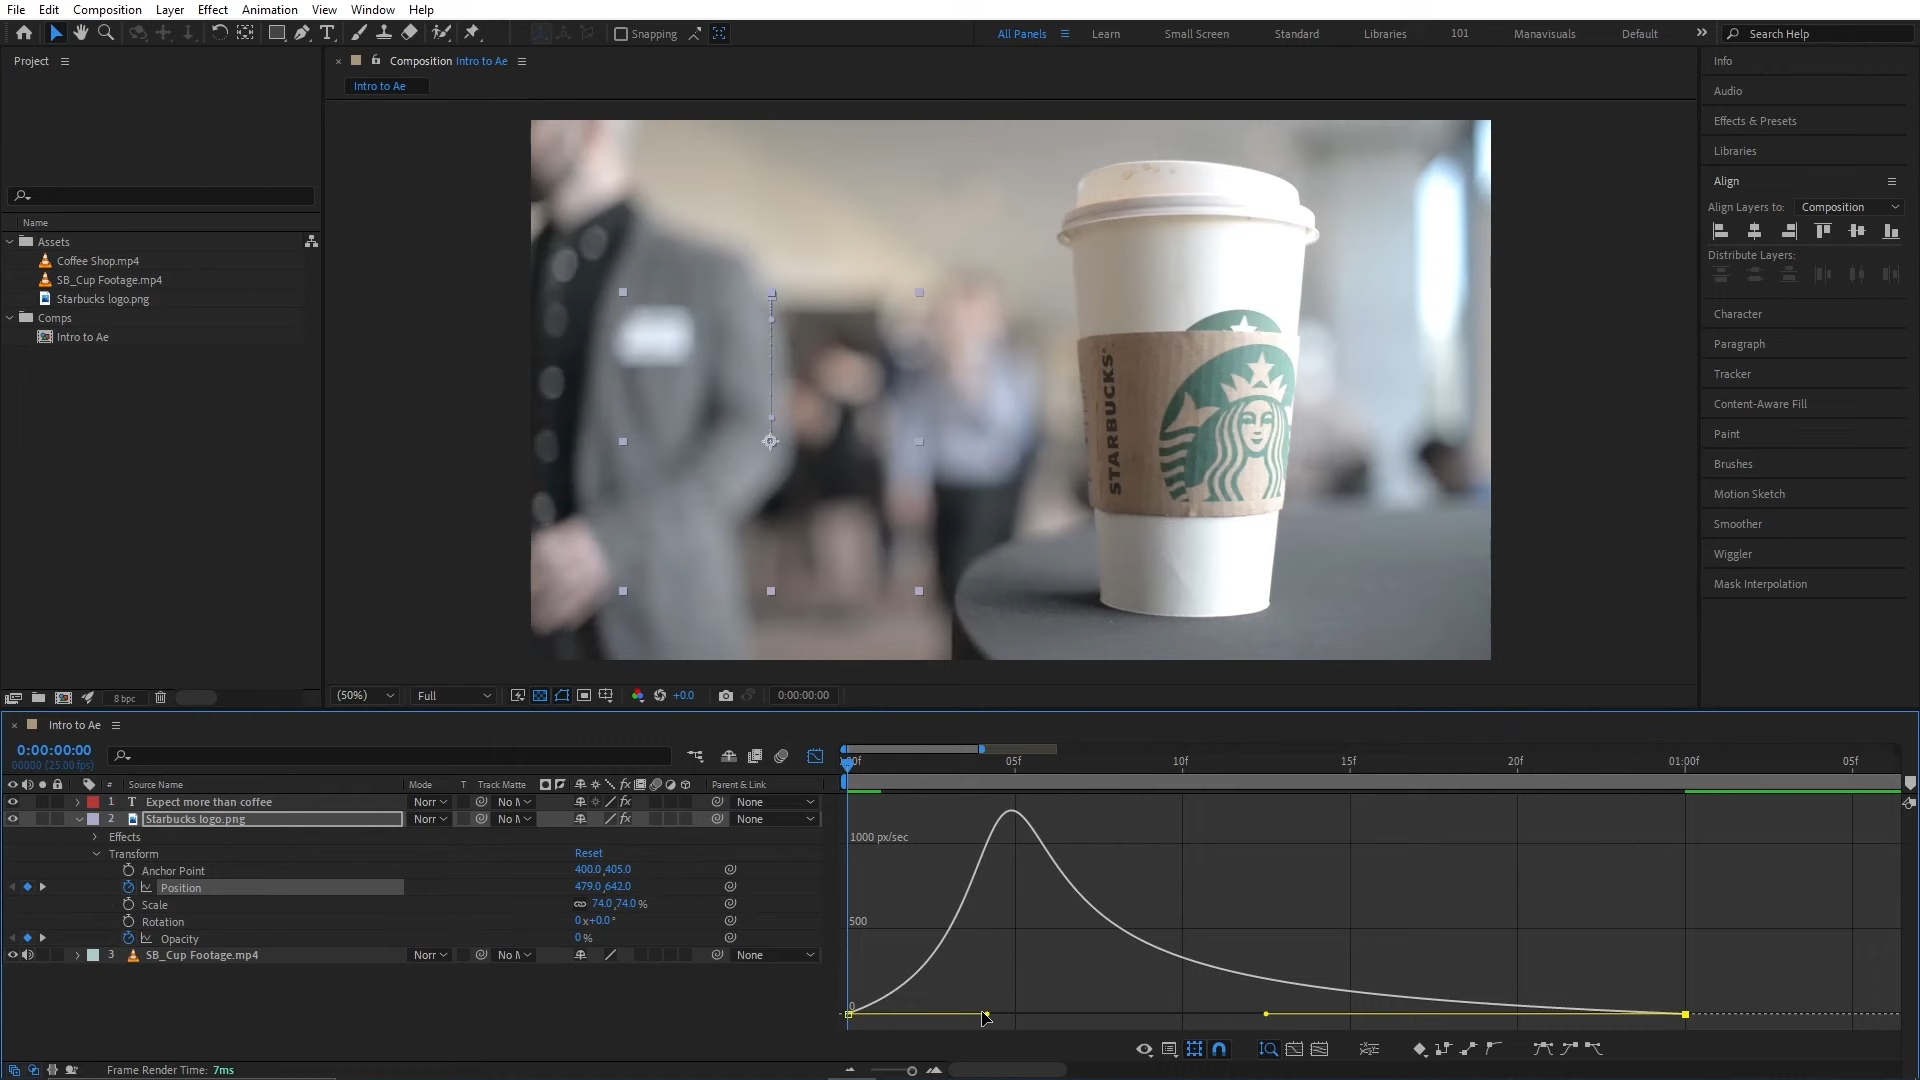 File Edit Composition Layer Effect Animation View Window Help
Snapping
All Panels Learn Small Screen Standard Libraries 101 Manavisuals Default Search Help
Project
Composition Intro to Ae
Intro to Ae
Name
Assets
Coffee Shop.mp4
SB_Cup Footage.mp4
Starbucks logo.png
Comps
Intro to Ae
STARBUCKS®
Info
Audio
Effects & Presets
Libraries
Align
Align Layers to: Composition
Distribute Layers:
Character
Paragraph
Tracker
Content-Aware Fill
Paint
Brushes
Motion Sketch
Smoother
Wiggler
Mask Interpolation
8 bpc
(50%) Full +0.0 0:00:00:00
Intro to Ae
0:00:00:00
00000 (25.00 fps)
# Source Name Mode T Track Matte fx Parent & Link
1 T Expect more than coffee Norr No fx None
2 Starbucks logo.png Norr No fx None
Effects
Transform Reset
Anchor Point 400.0,405.0
Position 479.0,642.0
Scale 74.0,74.0 %
Rotation 0x+0.0°
Opacity 0 %
3 SB_Cup Footage.mp4 Norr No None
00f 05f 10f 15f 20f 01:00f 05f
1000 px/sec
500
0
Frame Render Time: 7ms